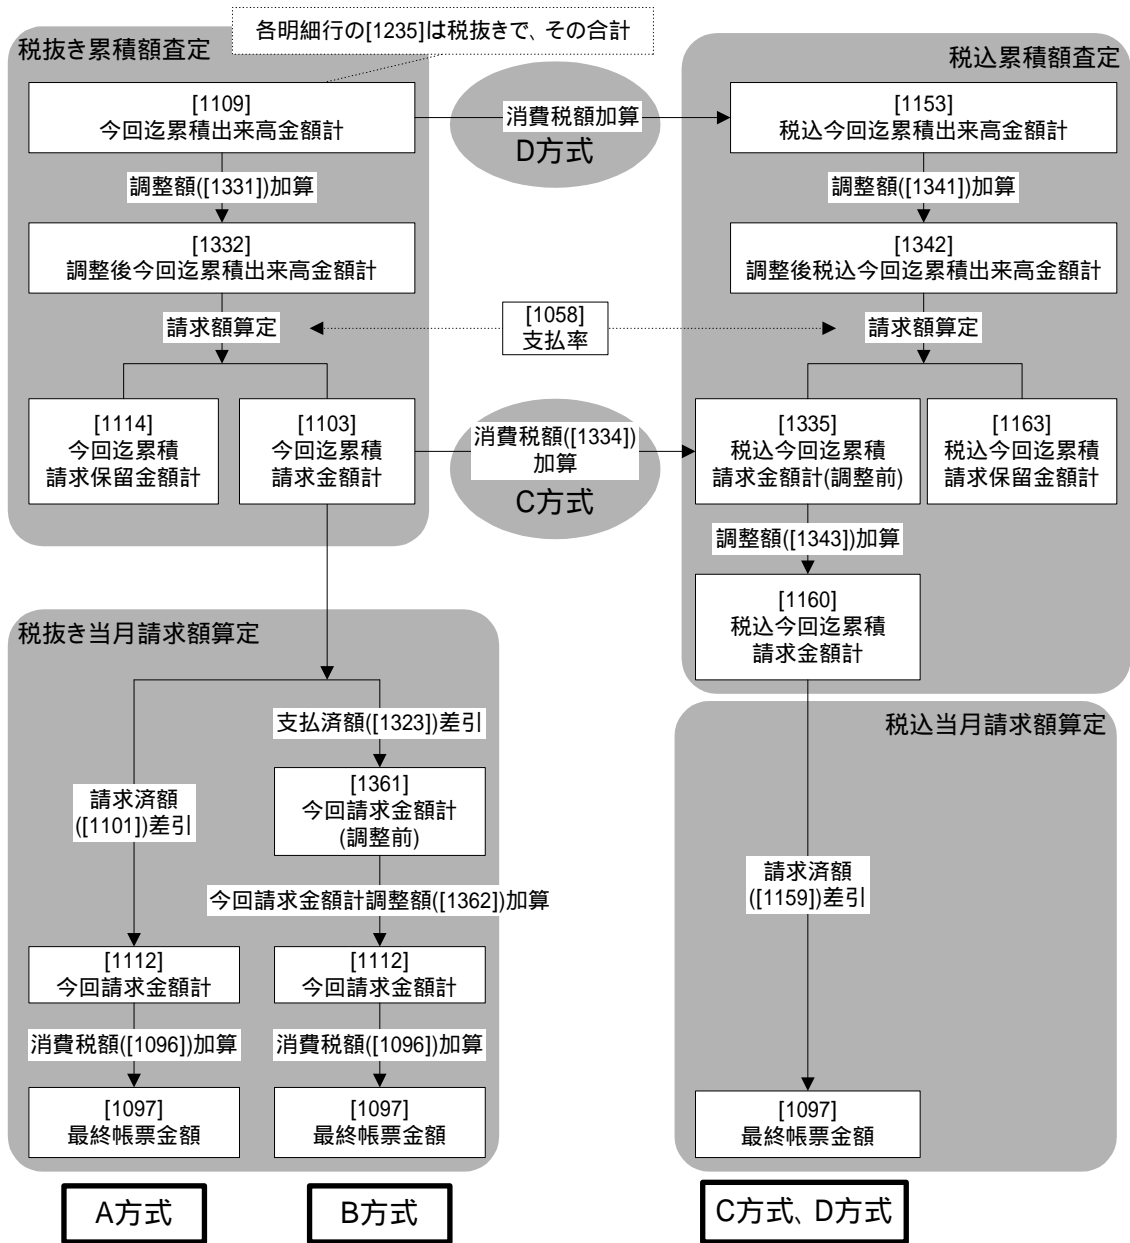 各明細行の[1235]は税抜きで、その合計
税抜き累積額査定
[1109]
今回迄累積出来高金額計
調整額([1331])加算
[1332]
調整後今回迄累積出来高金額計
請求額算定
[1114]
今回迄累積
請求保留金額計
[1103]
今回迄累積
請求金額計
消費税額加算
D方式
[1058]
支払率
消費税額([1334])
加算
C方式
税込累積額査定
[1153]
税込今回迄累積出来高金額計
調整額([1341])加算
[1342]
調整後税込今回迄累積出来高金額計
請求額算定
[1335]
税込今回迄累積
請求金額計(調整前)
[1163]
税込今回迄累積
請求保留金額計
調整額([1343])加算
[1160]
税込今回迄累積
請求金額計
税抜き当月請求額算定
請求済額
([1101])差引
[1112]
今回請求金額計
消費税額([1096])加算
[1097]
最終帳票金額
支払済額([1323])差引
[1361]
今回請求金額計
(調整前)
今回請求金額計調整額([1362])加算
[1112]
今回請求金額計
消費税額([1096])加算
[1097]
最終帳票金額
税込当月請求額算定
請求済額
([1159])差引
[1097]
最終帳票金額
A方式
B方式
C方式、D方式